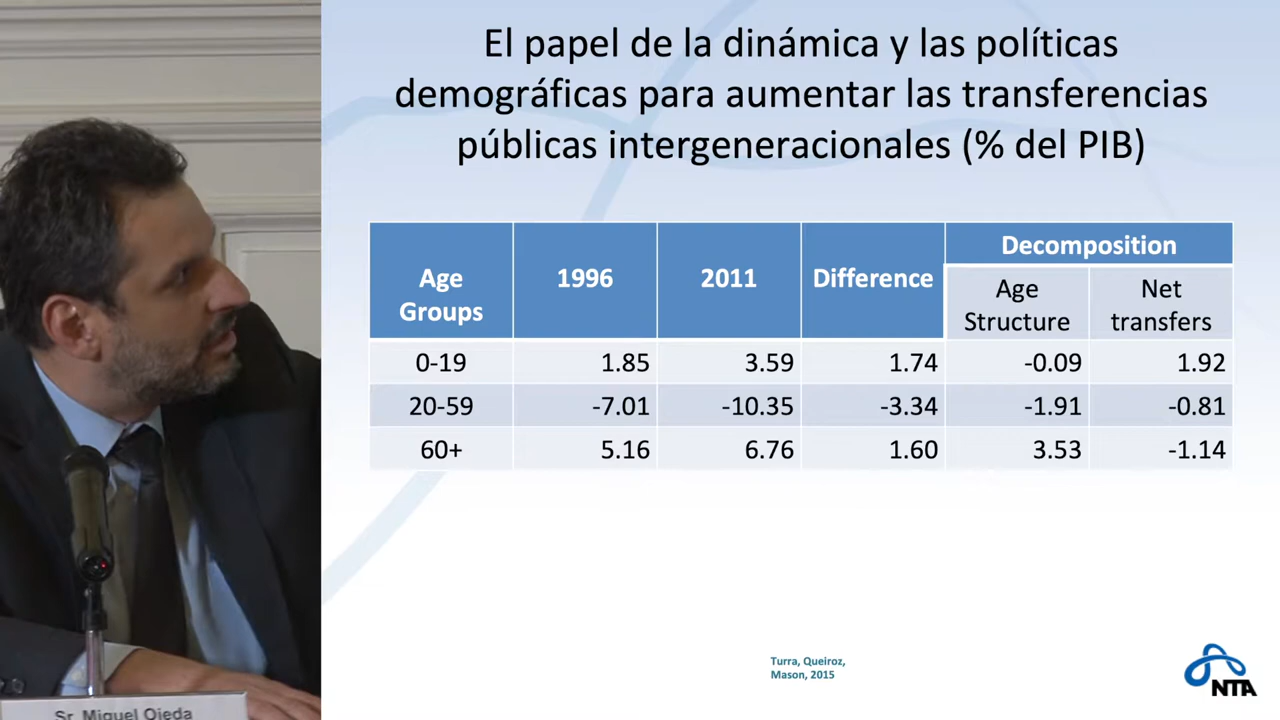 El papel de la dinámica y las políticas
demográficas para aumentar las transferencias
públicas intergeneracionales (% del PIB)
Age Groups 1996 2011 Difference Decomposition
Age Structure Net transfers
0-19 1.85 3.59 1.74 -0.09 1.92
20-59 -7.01 -10.35 -3.34 -1.91 -0.81
60+ 5.16 6.76 1.60 3.53 -1.14
Turra, Queiroz,
Mason, 2015
NTA
Sr. Miguel Ojeda